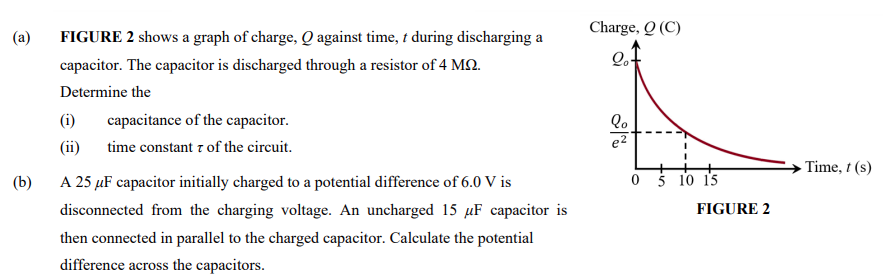 (a) FIGURE 2 shows a graph of charge, Q against time, t during discharging a
capacitor. The capacitor is discharged through a resistor of 4 MΩ.
Determine the
(i) capacitance of the capacitor.
(ii) time constant τ of the circuit.
(b) A 25 μF capacitor initially charged to a potential difference of 6.0 V is
disconnected from the charging voltage. An uncharged 15 μF capacitor is
then connected in parallel to the charged capacitor. Calculate the potential
difference across the capacitors.
Charge, Q (C)
Qₒ
Qₒ
e²
0 5 10 15
Time, t (s)
FIGURE 2